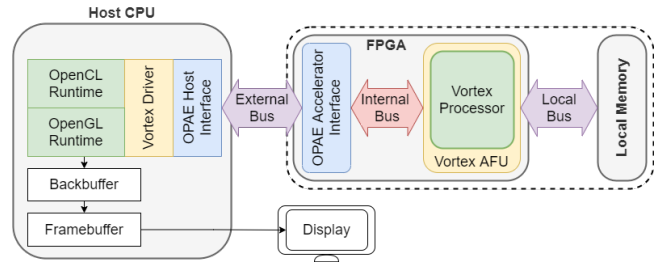 Host CPU
OpenCL
Runtime
OpenGL
Runtime
Vortex Driver
OPAE Host
Interface
Backbuffer
Framebuffer
External
Bus
Display
FPGA
OPAE Accelerator
Interface
Internal
Bus
Vortex
Processor
Vortex AFU
Local
Bus
Local Memory